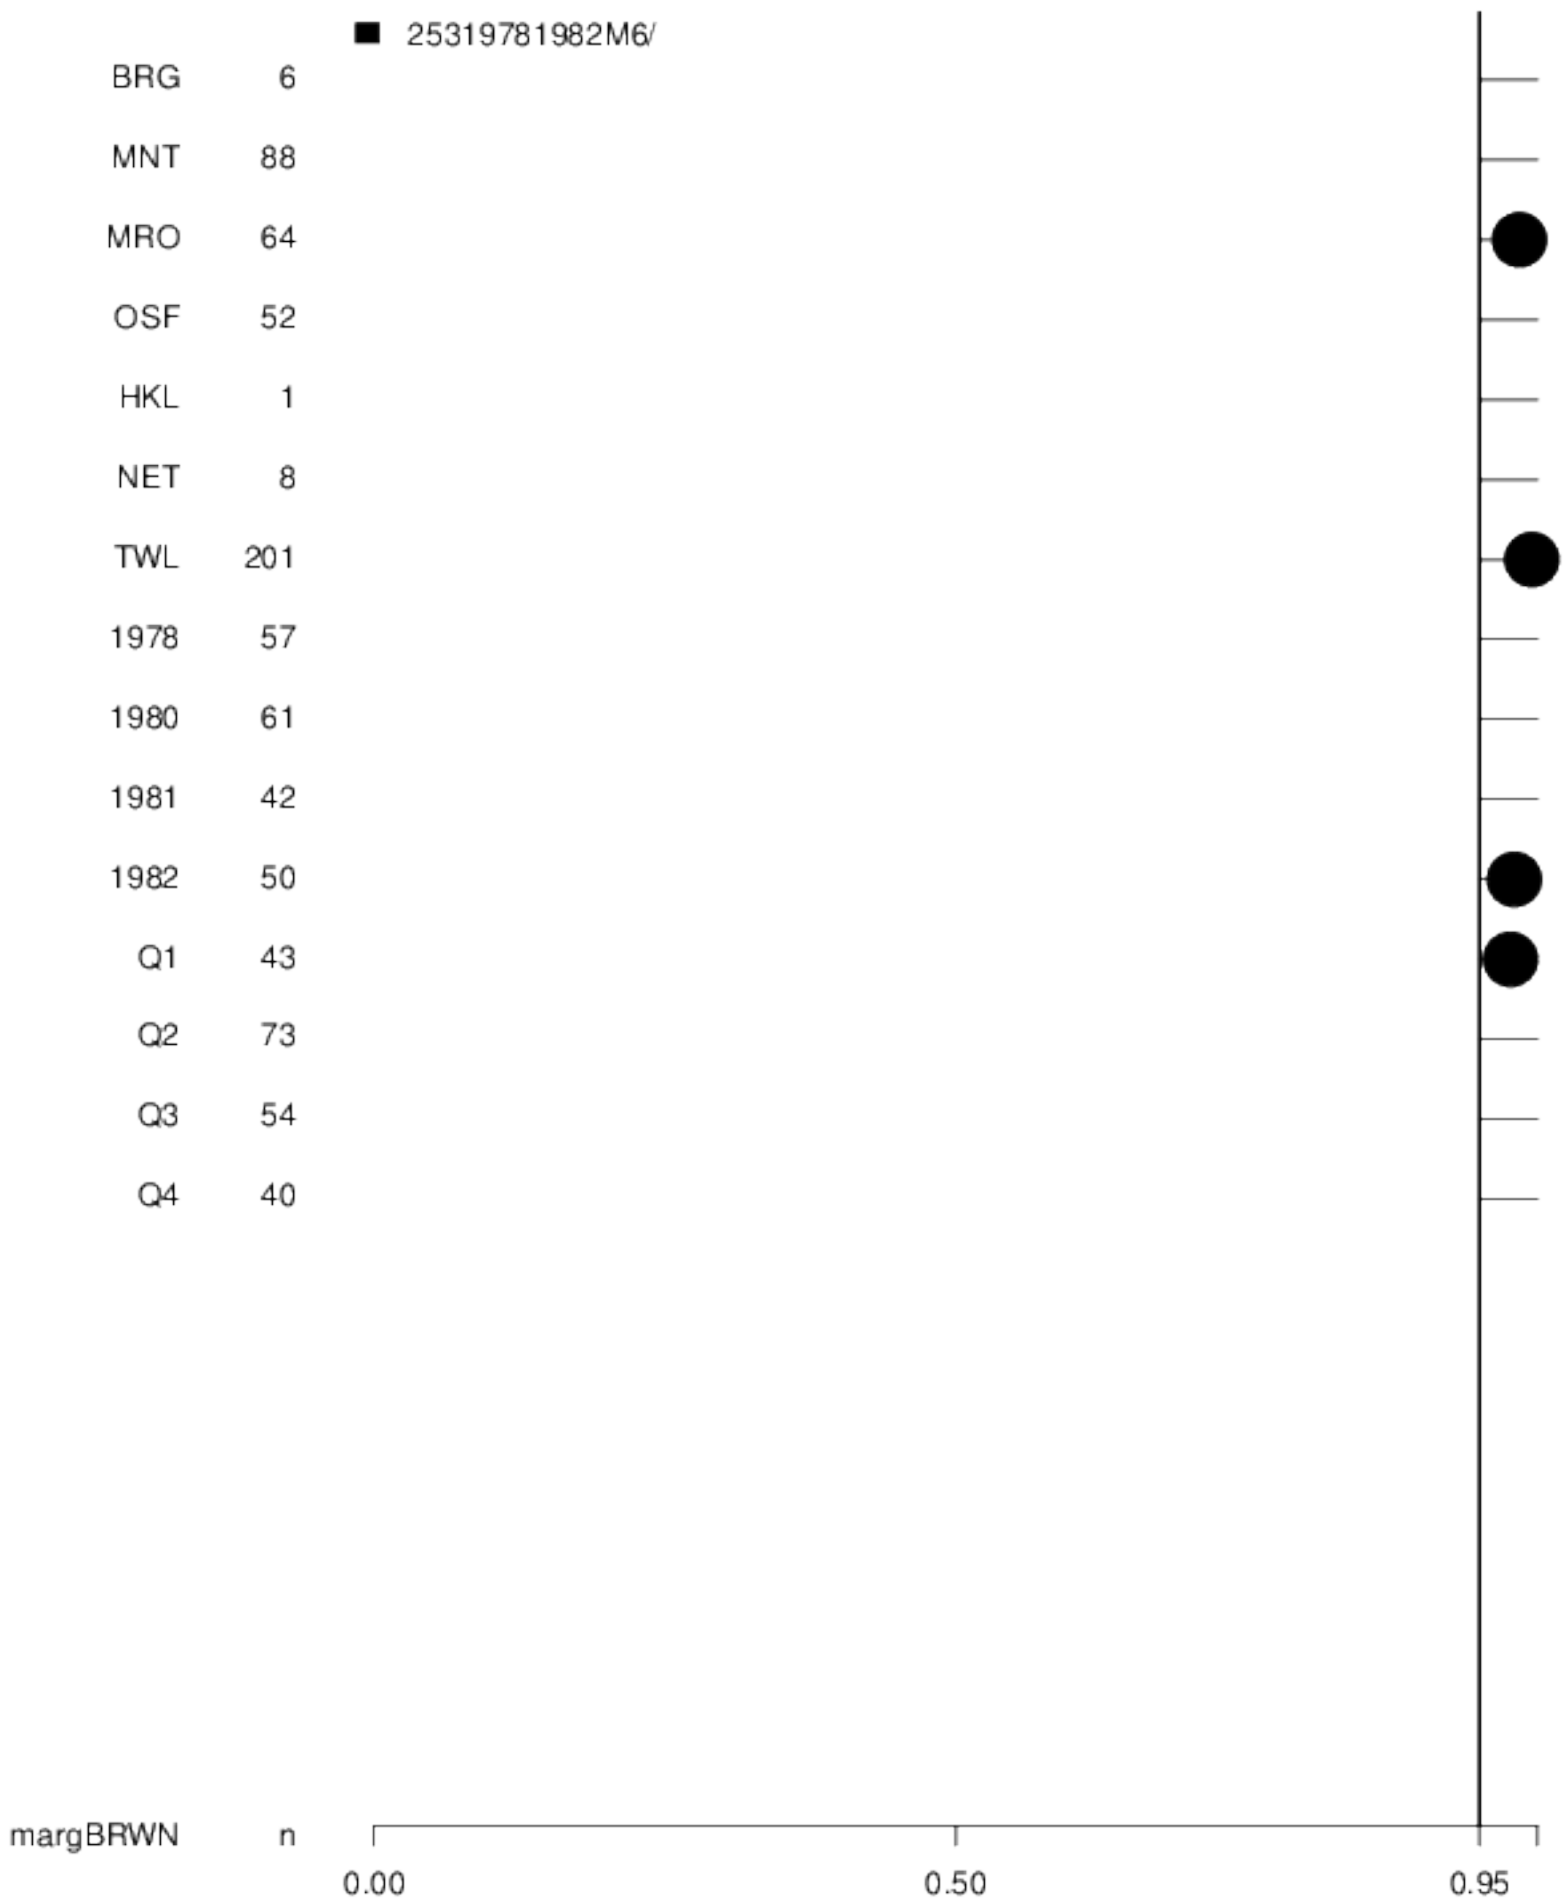 25319781982M6/
BRG 6
MNT 88
MRO 64
OSF 52
HKL 1
NET 8
TWL 201
1978 57
1980 61
1981 42
1982 50
Q1 43
Q2 73
Q3 54
Q4 40
margBRWN n
0.00 0.50 0.95